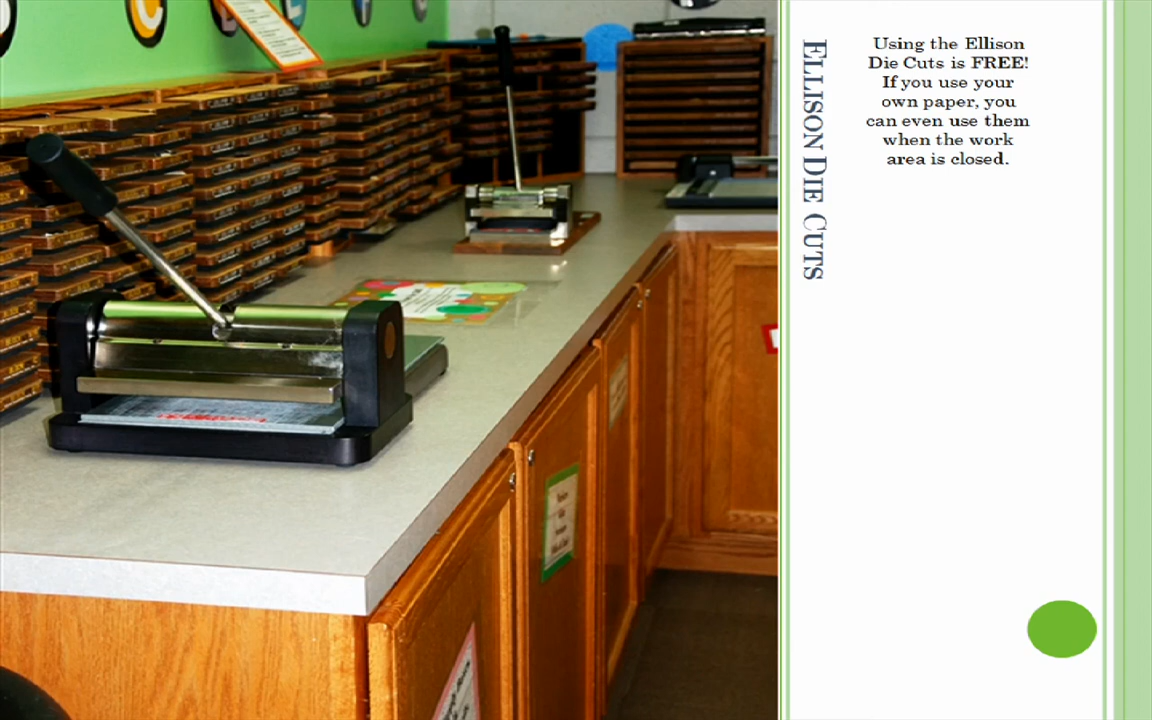 ELLISON DIE CUTS
Using the Ellison
Die Cuts is FREE!
If you use your
own paper, you
can even use them
when the work
area is closed.